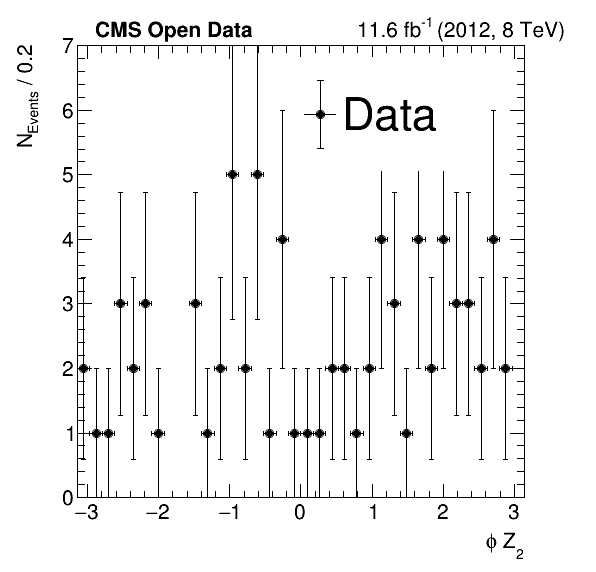 CMS Open Data 11.6 fb⁻¹ (2012, 8 TeV)
N_Events / 0.2
7
6
5
4
3
2
1
0
Data
−3 −2 −1 0 1 2 3
ϕ Z₂